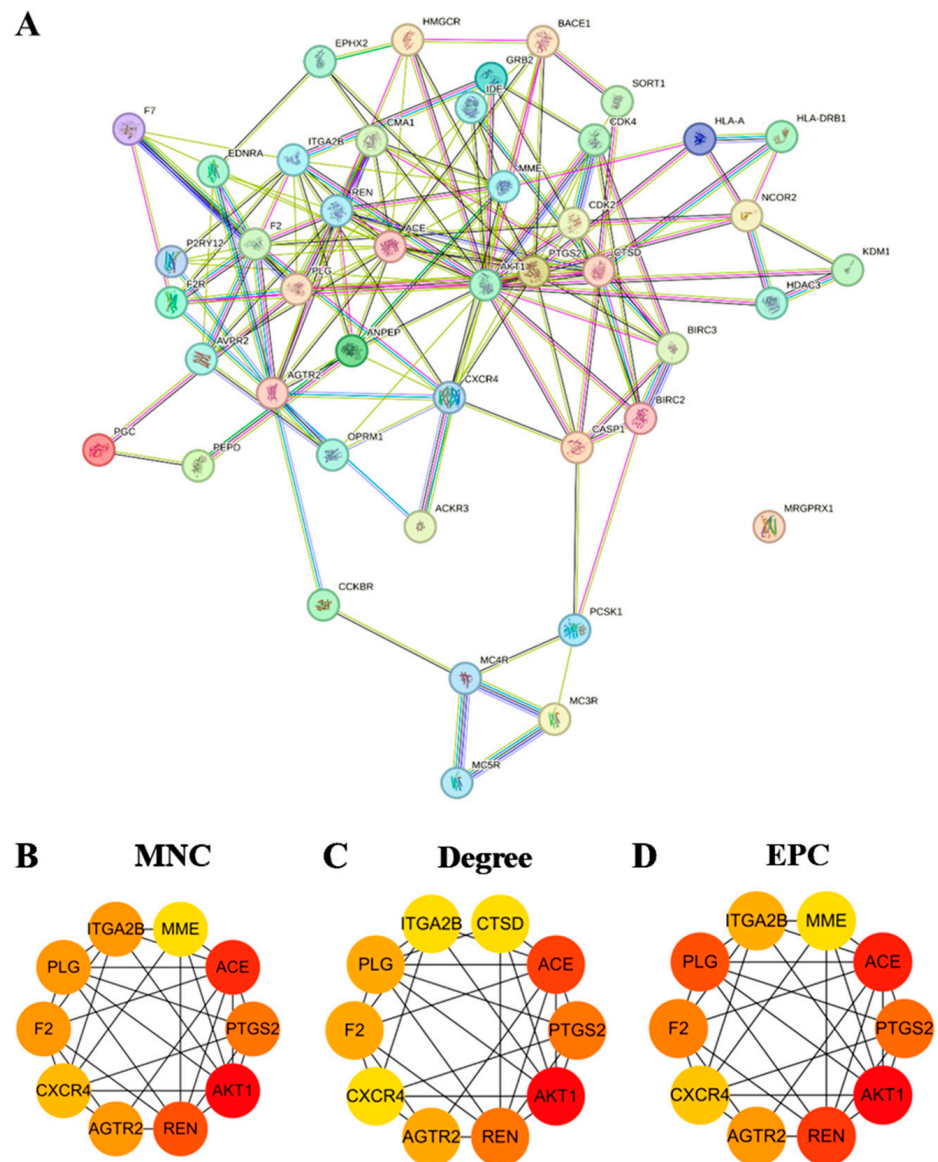 A
HMGCR
BACE1
EPHX2
GRB2
IDE
SORT1
F7
CMA1
CDK4
HLA-A
HLA-DRB1
EDNRA
ITGA2B
MME
REN
CDK2
NCOR2
F2
ACE
P2RY12
PLG
AKT1
PTGS2
CTSD
KDM1
F2R
HDAC3
AVPR2
ANPEP
BIRC3
AGTR2
CXCR4
BIRC2
PGC
PEPD
OPRM1
CASP1
ACKR3
MRGPRX1
CCKBR
PCSK1
MC4R
MC3R
MC5R
B MNC
C Degree
D EPC
ITGA2B MME
PLG ACE
F2 PTGS2
CXCR4 AKT1
AGTR2 REN
ITGA2B CTSD
PLG ACE
F2 PTGS2
CXCR4 AKT1
AGTR2 REN
ITGA2B MME
PLG ACE
F2 PTGS2
CXCR4 AKT1
AGTR2 REN